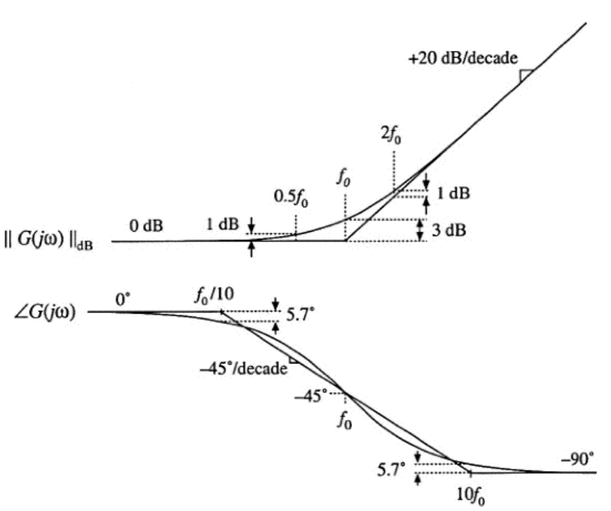 +20 dB/decade
2f₀
f₀
0.5f₀
1 dB
0 dB
1 dB
3 dB
‖ G(jω) ‖dB
∠G(jω)
0°
f₀/10
5.7°
–45°/decade
–45°
f₀
5.7°
–90°
10f₀